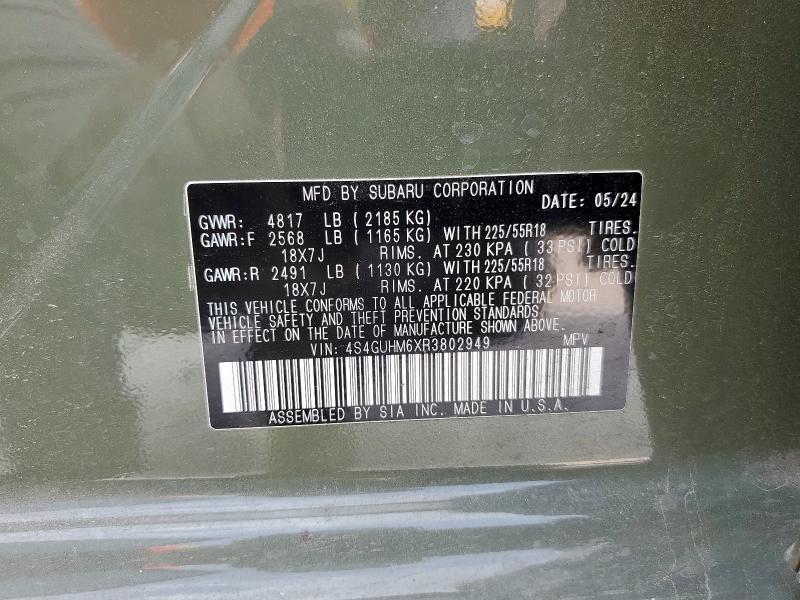 MFD BY SUBARU CORPORATION DATE: 05/24
GVWR: 4817 LB (2185 KG)
GAWR:F 2568 LB (1165 KG) WITH 225/55R18 TIRES.
18X7J RIMS. AT 230 KPA (33 PSI) COLD
GAWR:R 2491 LB (1130 KG) WITH 225/55R18 TIRES.
18X7J RIMS. AT 220 KPA (32 PSI) COLD
THIS VEHICLE CONFORMS TO ALL APPLICABLE FEDERAL MOTOR
VEHICLE SAFETY AND THEFT PREVENTION STANDARDS
IN EFFECT ON THE DATE OF MANUFACTURE SHOWN ABOVE.
VIN: 4S4GUHM6XR3802949 MPV
ASSEMBLED BY SIA INC. MADE IN U.S.A.